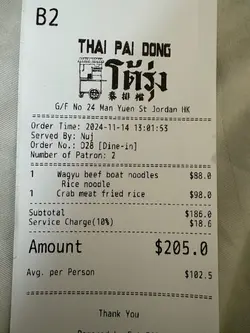 B2
THAI PAI DONG
โต้รุ่ง
泰排檔
G/F No 24 Man Yuen St Jordan HK
Order Time: 2024-11-14 13:01:53
Served By: Nuj
Order No.: D28 [Dine-in]
Number of Patron: 2
1 Wagyu beef boat noodles $88.0
Rice noodle
1 Crab meat fried rice $98.0
Subtotal $186.0
Service Charge(10%) $18.6
Amount $205.0
Avg. per Person $102.5
Thank You